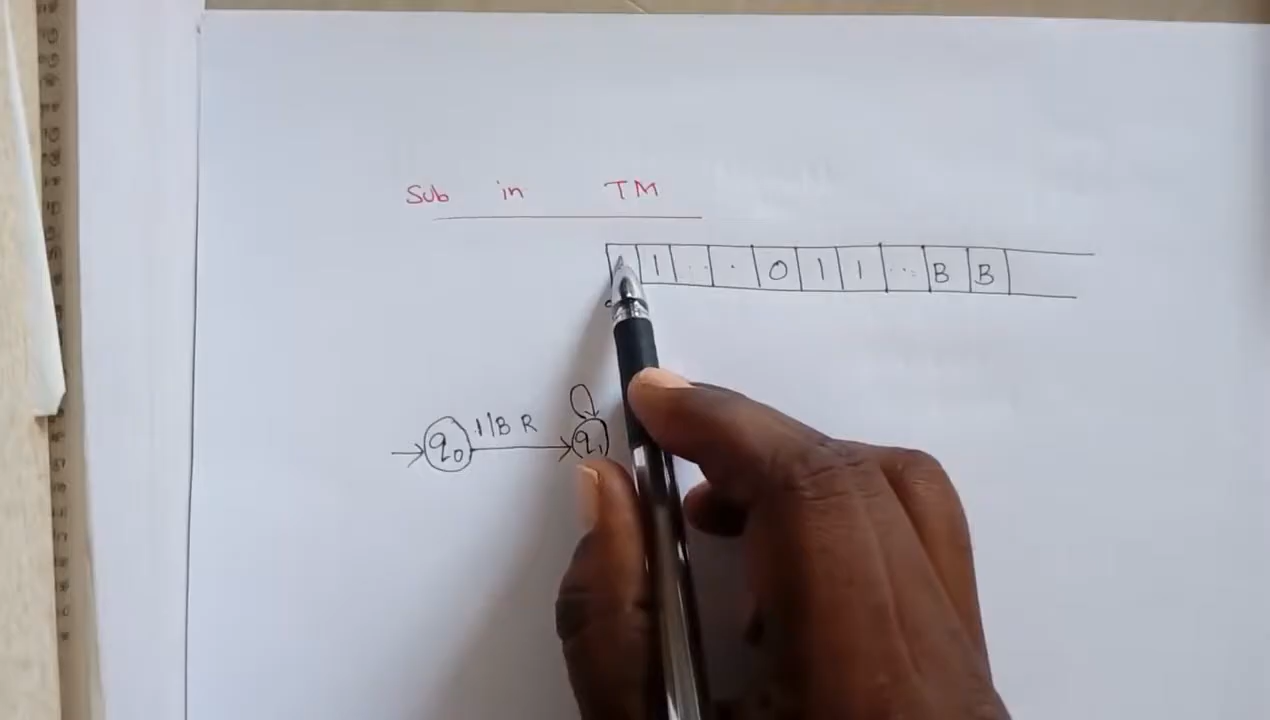 Sub in TM
1 . . . 0 1 1 . . . B B
q0 1/B R q1